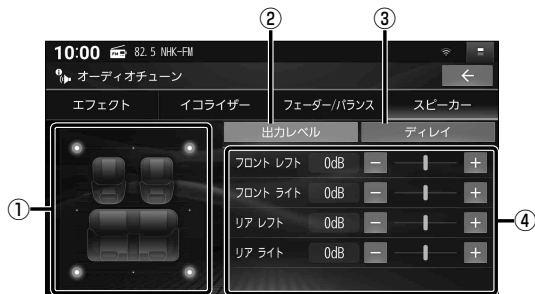 ② ③
10:00 FM 82.5 NHK-FM
オーディオチューン
エフェクト イコライザー フェーダー/バランス スピーカー
出力レベル ディレイ
フロント レフト 0dB － ＋
フロント ライト 0dB － ＋
① ④
リア レフト 0dB － ＋
リア ライト 0dB － ＋